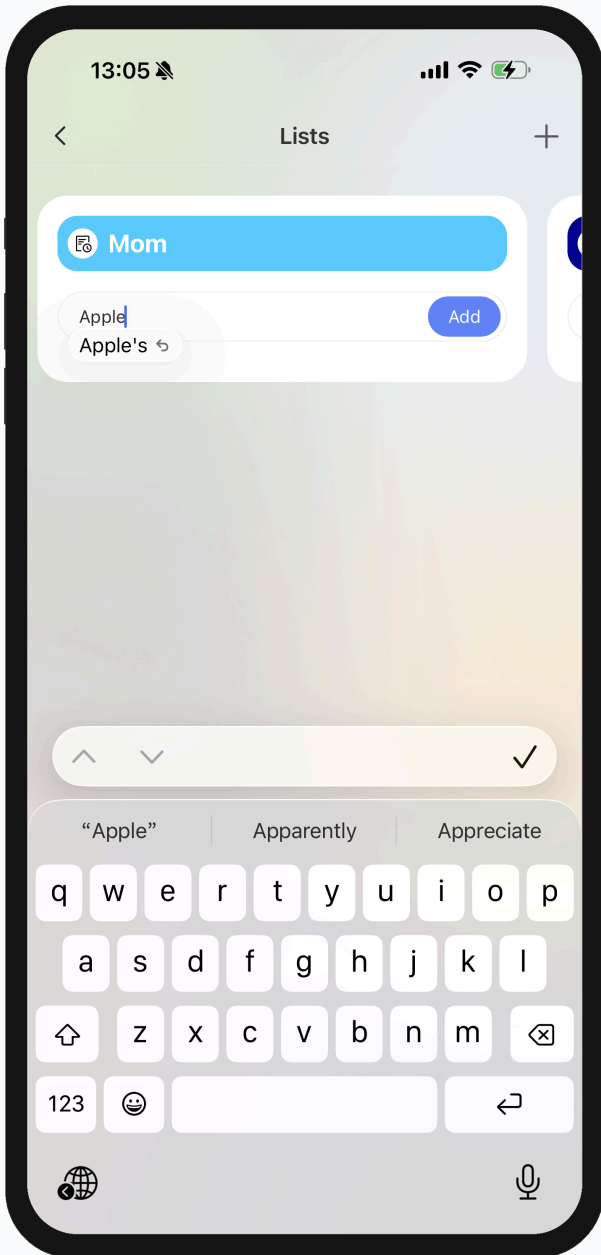 13:05
Lists
Mom
Apple
Add
Apple's
“Apple” Apparently Appreciate
q w e r t y u i o p
a s d f g h j k l
z x c v b n m
123